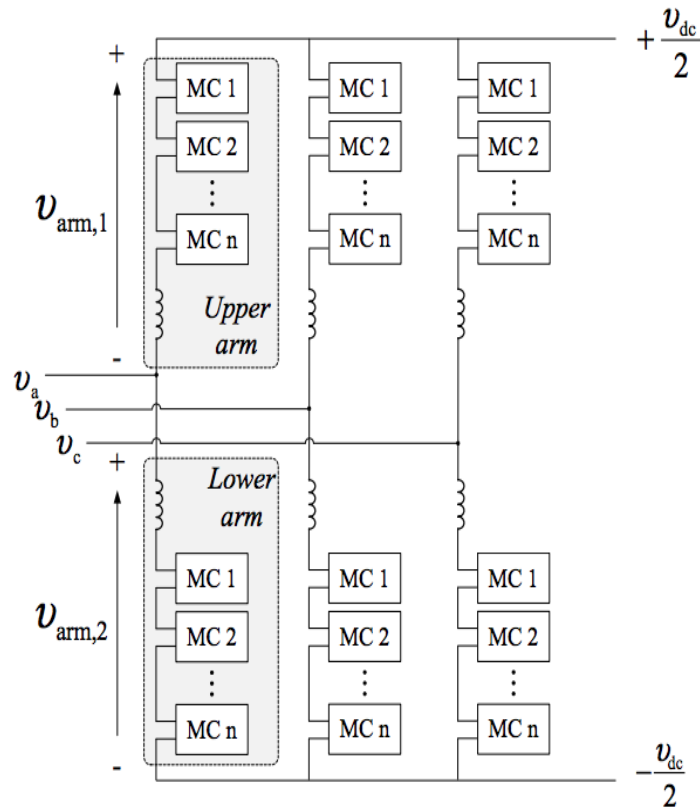 + v_dc/2
+
MC 1 MC 1 MC 1
MC 2 MC 2 MC 2
⋮ ⋮ ⋮
v_arm,1
MC n MC n MC n
Upper
arm
-
v_a
v_b
v_c
+
Lower
arm
MC 1 MC 1 MC 1
v_arm,2
MC 2 MC 2 MC 2
⋮ ⋮ ⋮
MC n MC n MC n
-
- v_dc/2